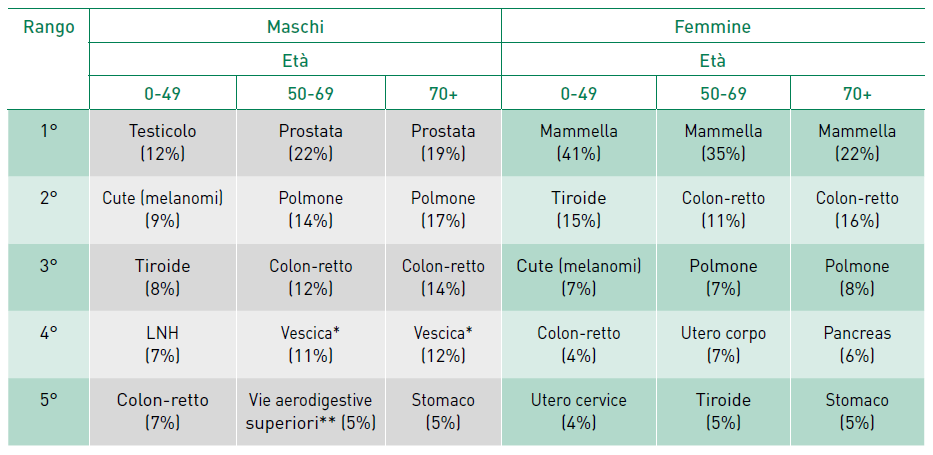 Rango Maschi Femmine
Età Età
0-49 50-69 70+ 0-49 50-69 70+
1° Testicolo Prostata Prostata Mammella Mammella Mammella
(12%) (22%) (19%) (41%) (35%) (22%)
2° Cute (melanomi) Polmone Polmone Tiroide Colon-retto Colon-retto
(9%) (14%) (17%) (15%) (11%) (16%)
3° Tiroide Colon-retto Colon-retto Cute (melanomi) Polmone Polmone
(8%) (12%) (14%) (7%) (7%) (8%)
4° LNH Vescica* Vescica* Colon-retto Utero corpo Pancreas
(7%) (11%) (12%) (4%) (7%) (6%)
5° Colon-retto Vie aerodigestive Stomaco Utero cervice Tiroide Stomaco
(7%) superiori** (5%) (5%) (4%) (5%) (5%)